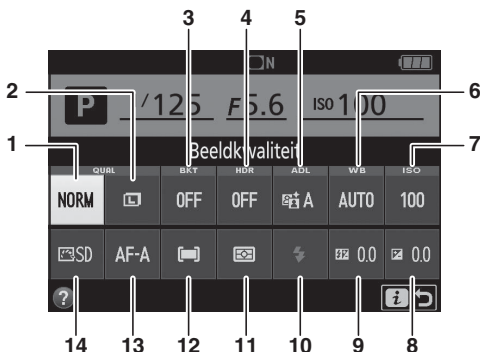 3 4 5
N
2 6
P 1/125 F5.6 ISO 100
1 Beeldkwaliteit 7
QUAL BKT HDR ADL WB ISO
NORM L OFF OFF A AUTO 100
SD AF-A 0.0 0.0
? i
14 13 12 11 10 9 8